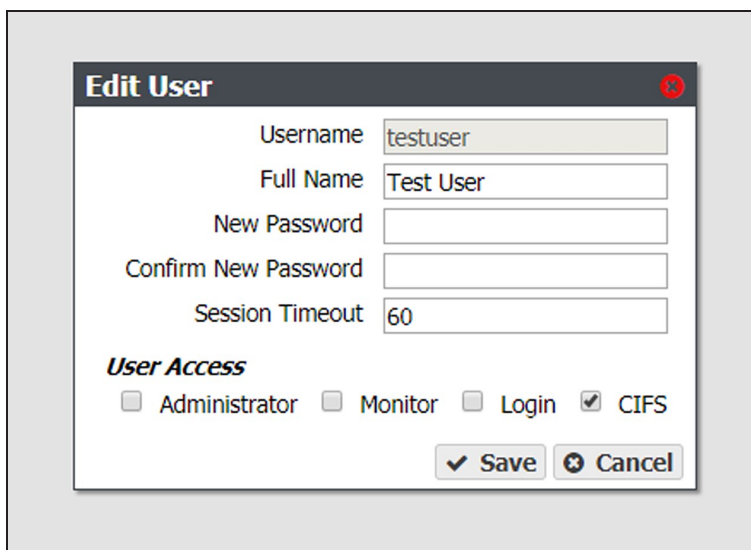 Edit User
Username testuser
Full Name Test User
New Password
Confirm New Password
Session Timeout 60
User Access
Administrator Monitor Login CIFS
Save Cancel